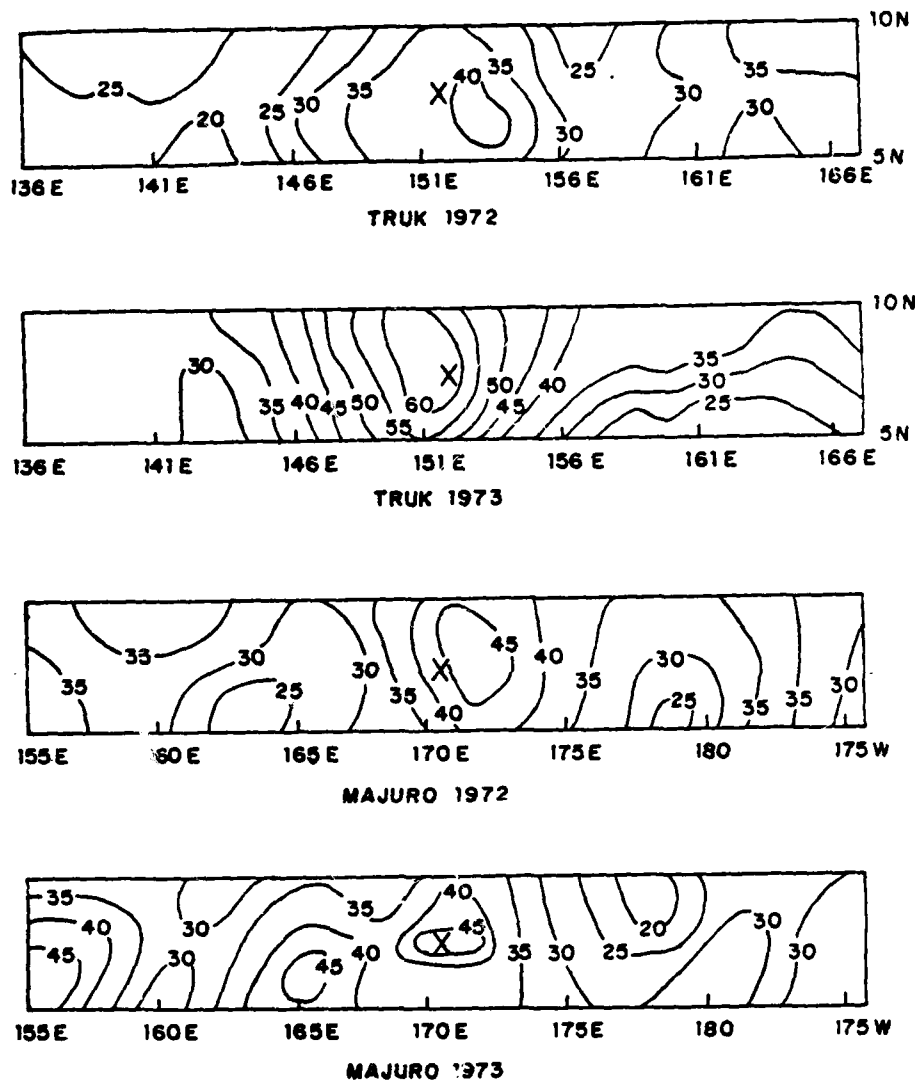 10N
35 35 25 35
25 40 30
20 25 30 30 30
5N
136E 141E 146E 151E 156E 161E 166E
TRUK 1972
10N
30 35 40 45 50 60 50 45 40 35 30 25
55
5N
136E 141E 146E 151E 156E 161E 166E
TRUK 1973
35 30 30 45 40 30
35 25 35 40 35 25 35 35 30
155E 60E 165E 170E 175E 180 175W
MAJURO 1972
35 30 35 40 20
40 45 30
45 30 45 40 35 30 25 30
155E 160E 165E 170E 175E 180 175W
MAJURO 1973